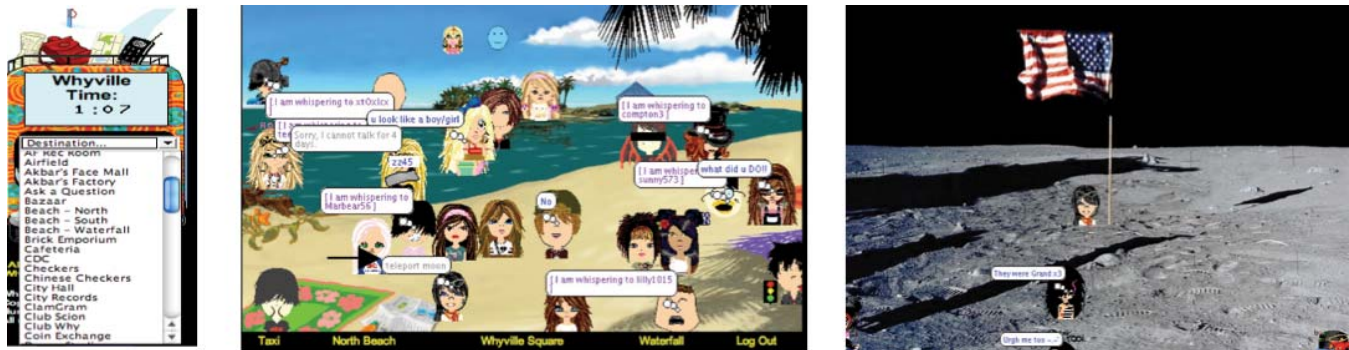 Whyville
Time:
1:07
Destination...
AF Rec Room
Airfield
Akbar's Face Mall
Akbar's Factory
Ask a Question
Bazaar
Beach - North
Beach - South
Beach - Waterfall
Brick Emporium
Cafeteria
CDC
Checkers
Chinese Checkers
City Hall
City Records
ClamGram
Club Scion
Club Why
Coin Exchange
[I am whispering to
u look like a boy/girl
[I am whispering to
Sorry, I cannot talk for 4
day).
zz45
[I am whispering to
compton3]
sunny573]
what did u DO!!
[I am whispering to
Marbear56]
No
teleport moon
[I am whispering to lilly1015
Taxi
North Beach
Whyville Square
Waterfall
Log Out
They were Grand x3
Urgh me too -.-'